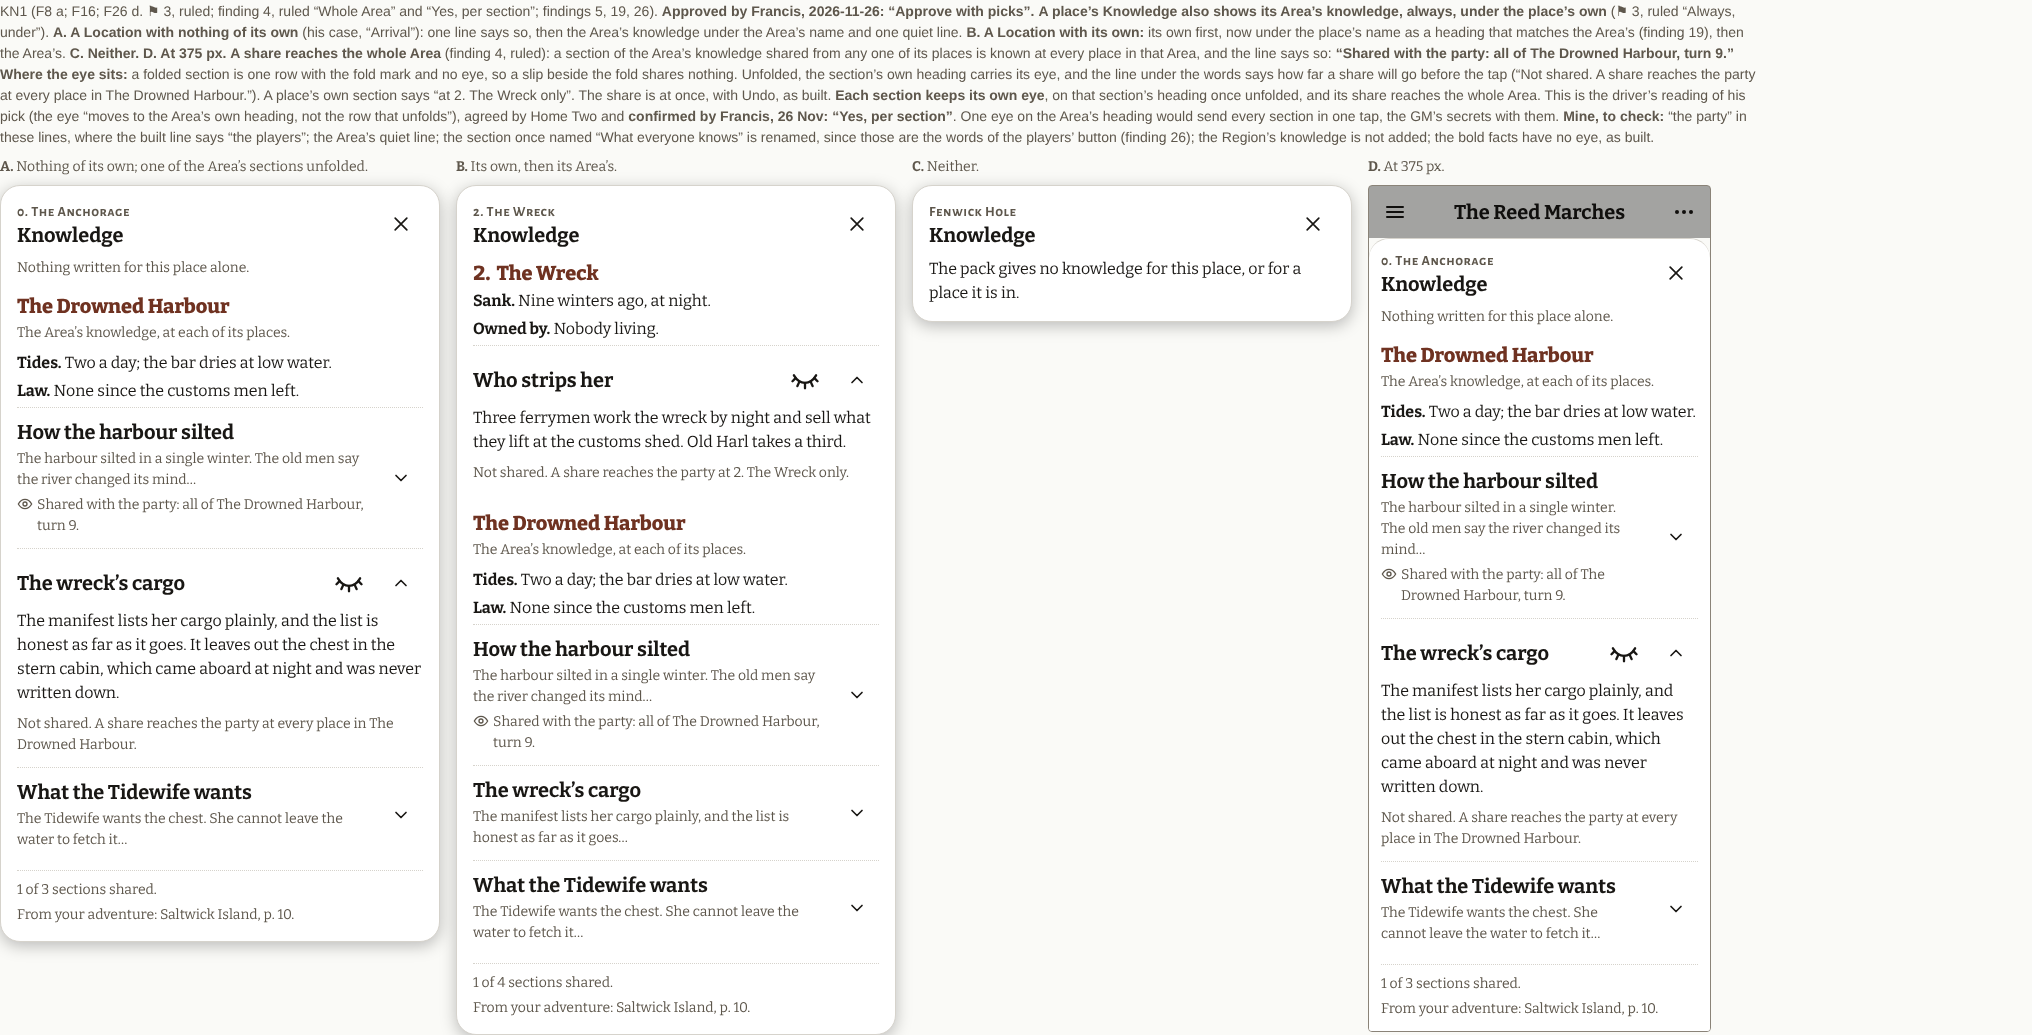 KN1 (F8 a; F16; F26 d. ⚑ 3, ruled; finding 4, ruled “Whole Area” and “Yes, per section”; findings 5, 19, 26). Approved by Francis, 2026-11-26: “Approve with picks”. A place’s Knowledge also shows its Area’s knowledge, always, under the place’s own (⚑ 3, ruled “Always,
under”). A. A Location with nothing of its own (his case, “Arrival”): one line says so, then the Area’s knowledge under the Area’s name and one quiet line. B. A Location with its own: its own first, now under the place’s name as a heading that matches the Area’s (finding 19), then
the Area’s. C. Neither. D. At 375 px. A share reaches the whole Area (finding 4, ruled): a section of the Area’s knowledge shared from any one of its places is known at every place in that Area, and the line says so: “Shared with the party: all of The Drowned Harbour, turn 9.”
Where the eye sits: a folded section is one row with the fold mark and no eye, so a slip beside the fold shares nothing. Unfolded, the section’s own heading carries its eye, and the line under the words says how far a share will go before the tap (“Not shared. A share reaches the party
at every place in The Drowned Harbour.”). A place’s own section says “at 2. The Wreck only”. The share is at once, with Undo, as built. Each section keeps its own eye, on that section’s heading once unfolded, and its share reaches the whole Area. This is the driver’s reading of his
pick (the eye “moves to the Area’s own heading, not the row that unfolds”), agreed by Home Two and confirmed by Francis, 26 Nov: “Yes, per section”. One eye on the Area’s heading would send every section in one tap, the GM’s secrets with them. Mine, to check: “the party” in
these lines, where the built line says “the players”; the Area’s quiet line; the section once named “What everyone knows” is renamed, since those are the words of the players’ button (finding 26); the Region’s knowledge is not added; the bold facts have no eye, as built.
A. Nothing of its own; one of the Area’s sections unfolded.
0. The Anchorage
Knowledge
Nothing written for this place alone.
The Drowned Harbour
The Area’s knowledge, at each of its places.
Tides. Two a day; the bar dries at low water.
Law. None since the customs men left.
How the harbour silted
The harbour silted in a single winter. The old men say
the river changed its mind…
Shared with the party: all of The Drowned Harbour,
turn 9.
The wreck’s cargo
The manifest lists her cargo plainly, and the list is
honest as far as it goes. It leaves out the chest in the
stern cabin, which came aboard at night and was never
written down.
Not shared. A share reaches the party at every place in The
Drowned Harbour.
What the Tidewife wants
The Tidewife wants the chest. She cannot leave the
water to fetch it…
1 of 3 sections shared.
From your adventure: Saltwick Island, p. 10.
B. Its own, then its Area’s.
2. The Wreck
Knowledge
2. The Wreck
Sank. Nine winters ago, at night.
Owned by. Nobody living.
Who strips her
Three ferrymen work the wreck by night and sell what
they lift at the customs shed. Old Harl takes a third.
Not shared. A share reaches the party at 2. The Wreck only.
The Drowned Harbour
The Area’s knowledge, at each of its places.
Tides. Two a day; the bar dries at low water.
Law. None since the customs men left.
How the harbour silted
The harbour silted in a single winter. The old men say
the river changed its mind…
Shared with the party: all of The Drowned Harbour,
turn 9.
The wreck’s cargo
The manifest lists her cargo plainly, and the list is
honest as far as it goes…
What the Tidewife wants
The Tidewife wants the chest. She cannot leave the
water to fetch it…
1 of 4 sections shared.
From your adventure: Saltwick Island, p. 10.
C. Neither.
Fenwick Hole
Knowledge
The pack gives no knowledge for this place, or for a
place it is in.
D. At 375 px.
The Reed Marches
0. The Anchorage
Knowledge
Nothing written for this place alone.
The Drowned Harbour
The Area’s knowledge, at each of its places.
Tides. Two a day; the bar dries at low water.
Law. None since the customs men left.
How the harbour silted
The harbour silted in a single winter.
The old men say the river changed its
mind…
Shared with the party: all of The
Drowned Harbour, turn 9.
The wreck’s cargo
The manifest lists her cargo plainly, and
the list is honest as far as it goes. It leaves
out the chest in the stern cabin, which
came aboard at night and was never
written down.
Not shared. A share reaches the party at every
place in The Drowned Harbour.
What the Tidewife wants
The Tidewife wants the chest. She
cannot leave the water to fetch it…
1 of 3 sections shared.
From your adventure: Saltwick Island, p. 10.